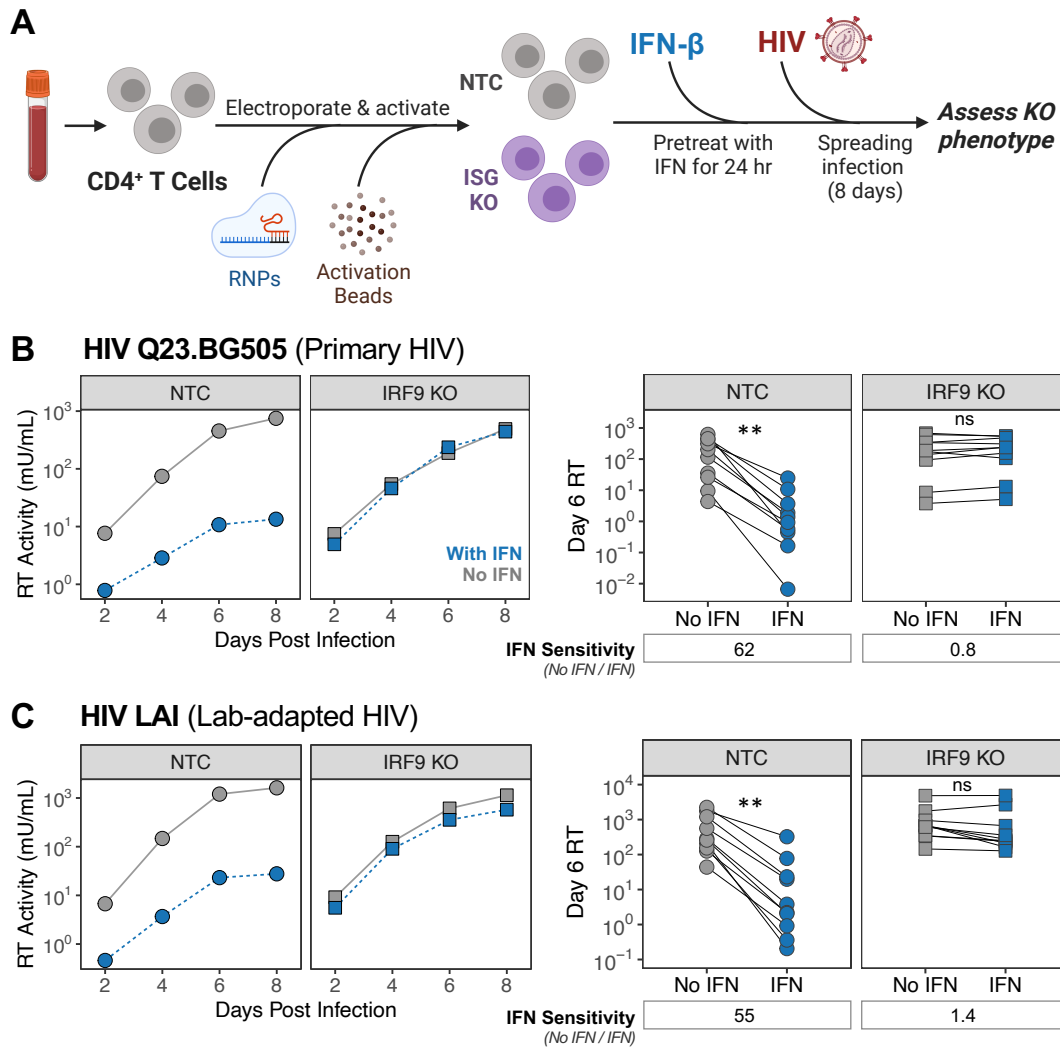 A
CD4⁺ T Cells
Electroporate & activate
RNPs
Activation
Beads
NTC
ISG
KO
IFN-β
Pretreat with
IFN for 24 hr
HIV
Spreading
infection
(8 days)
Assess KO
phenotype
B HIV Q23.BG505 (Primary HIV)
NTC IRF9 KO
RT Activity (mU/mL)
10³
10²
10¹
10⁰
With IFN
No IFN
2 4 6 8 2 4 6 8
Days Post Infection
NTC IRF9 KO
Day 6 RT
10³
10²
10¹
10⁰
10⁻¹
10⁻²
** ns
No IFN IFN No IFN IFN
IFN Sensitivity 62 0.8
(No IFN / IFN)
C HIV LAI (Lab-adapted HIV)
NTC IRF9 KO
RT Activity (mU/mL)
10³
10²
10¹
10⁰
2 4 6 8 2 4 6 8
Days Post Infection
NTC IRF9 KO
Day 6 RT
10⁴
10³
10²
10¹
10⁰
10⁻¹
** ns
No IFN IFN No IFN IFN
IFN Sensitivity 55 1.4
(No IFN / IFN)